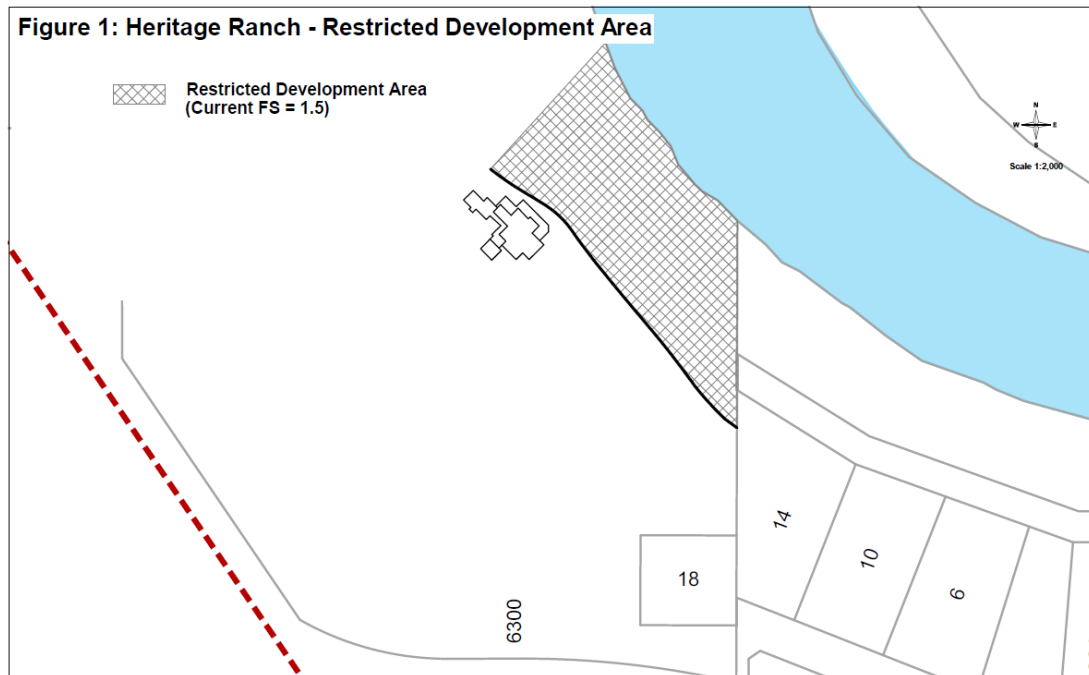 Figure 1: Heritage Ranch - Restricted Development Area
Restricted Development Area
(Current FS = 1.5)
N
W E
S
Scale 1:2,000
14
10
6
18
6300